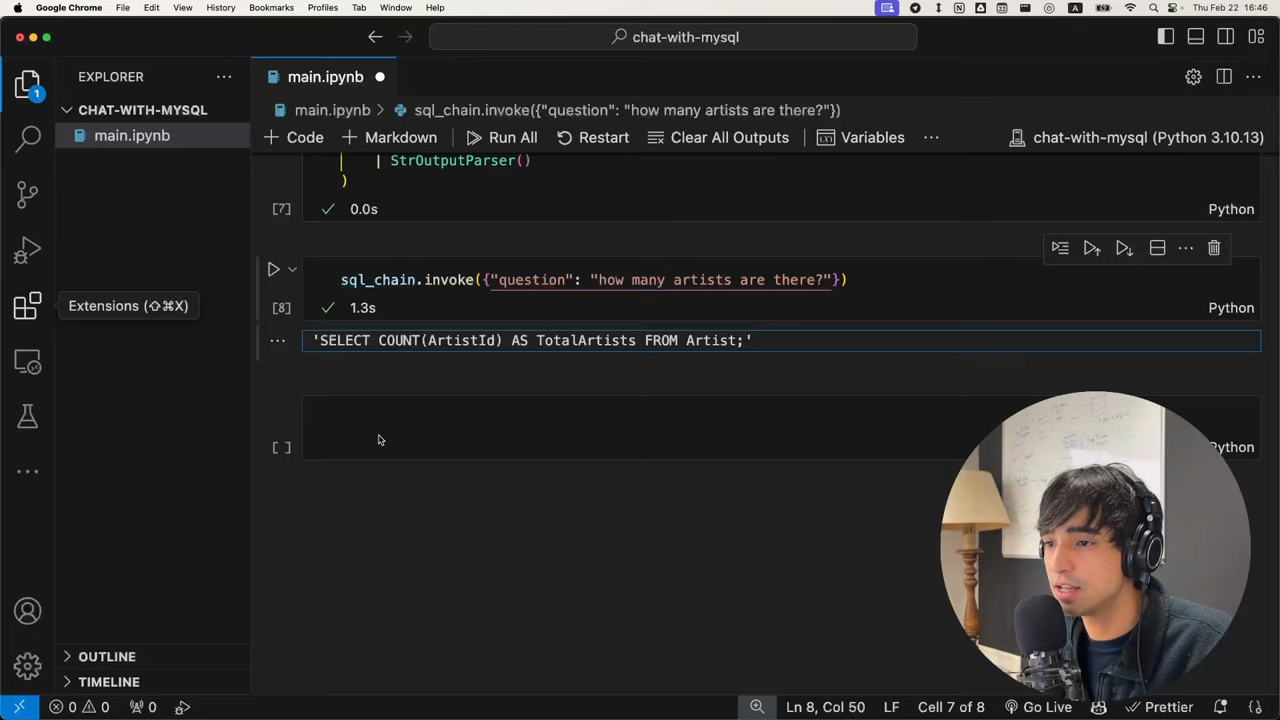 Google Chrome File Edit View History Bookmarks Profiles Tab Window Help Thu Feb 22 16:46
chat-with-mysql
EXPLORER
main.ipynb
1
CHAT-WITH-MYSQL
main.ipynb
main.ipynb > sql_chain.invoke({"question": "how many artists are there?"})
Code Markdown Run All Restart Clear All Outputs Variables chat-with-mysql (Python 3.10.13)
| StrOutputParser()
)
[7] 0.0s Python
sql_chain.invoke({"question": "how many artists are there?"})
[8] 1.3s Python
Extensions (⇧⌘X)
'SELECT COUNT(ArtistId) AS TotalArtists FROM Artist;'
[ ] Python
OUTLINE
TIMELINE
0 0 0 Ln 8, Col 50 LF Cell 7 of 8 Go Live Prettier